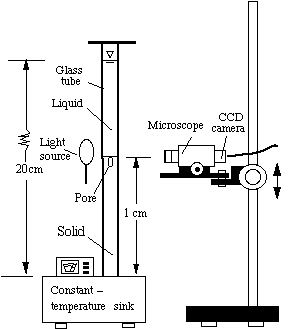 Glass
tube
Liquid
Light
source
20cm
Pore
1 cm
Solid
Constant –
temperature sink
Microscope
CCD
camera